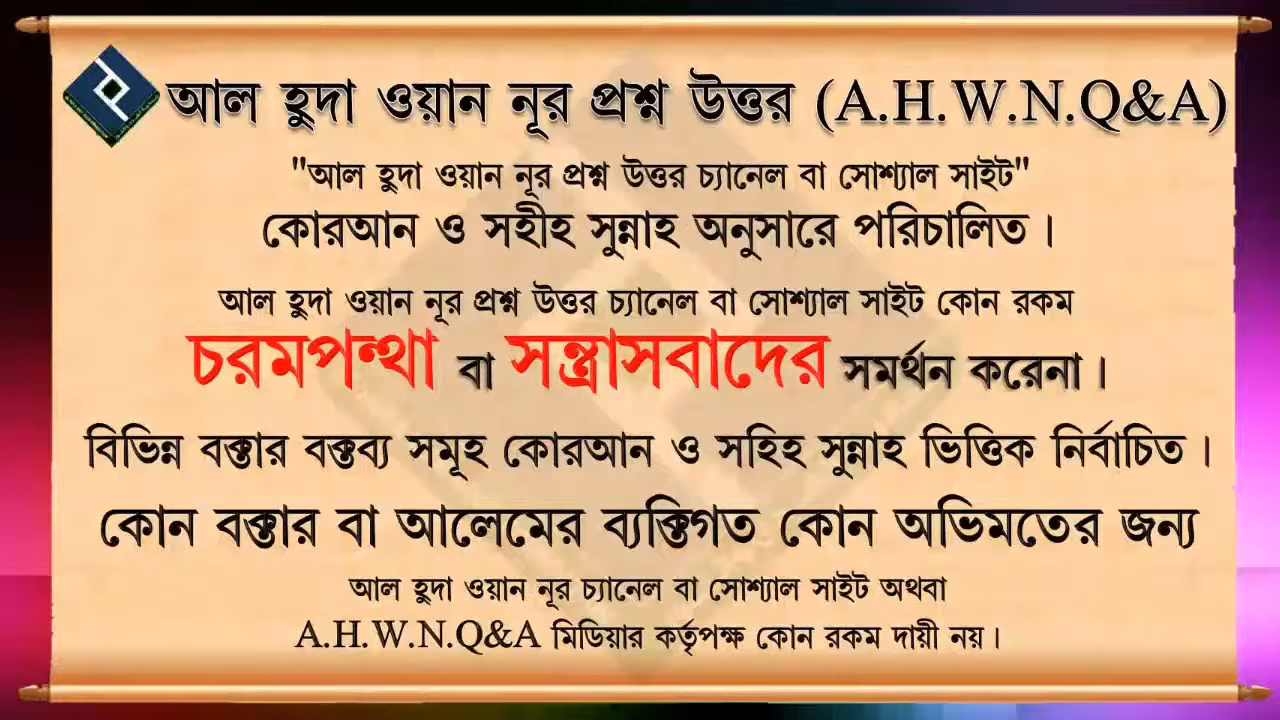 আল হুদা ওয়ান নূর প্রশ্ন উত্তর (A.H.W.N.Q&A)
"আল হুদা ওয়ান নূর প্রশ্ন উত্তর চ্যানেল বা সোশ্যাল সাইট"
কোরআন ও সহীহ সুন্নাহ অনুসারে পরিচালিত।
আল হুদা ওয়ান নূর প্রশ্ন উত্তর চ্যানেল বা সোশ্যাল সাইট কোন রকম
চরমপন্থা বা সন্ত্রাসবাদের সমর্থন করেনা।
বিভিন্ন বক্তার বক্তব্য সমূহ কোরআন ও সহিহ সুন্নাহ ভিত্তিক নির্বাচিত।
কোন বক্তার বা আলেমের ব্যক্তিগত কোন অভিমতের জন্য
আল হুদা ওয়ান নূর চ্যানেল বা সোশ্যাল সাইট অথবা
A.H.W.N.Q&A মিডিয়ার কর্তৃপক্ষ কোন রকম দায়ী নয়।